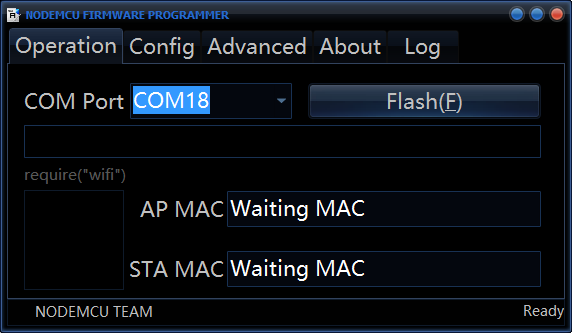 NODEMCU FIRMWARE PROGRAMMER
Operation Config Advanced About Log
COM Port COM18 Flash(F)
require("wifi")
AP MAC Waiting MAC
STA MAC Waiting MAC
NODEMCU TEAM Ready